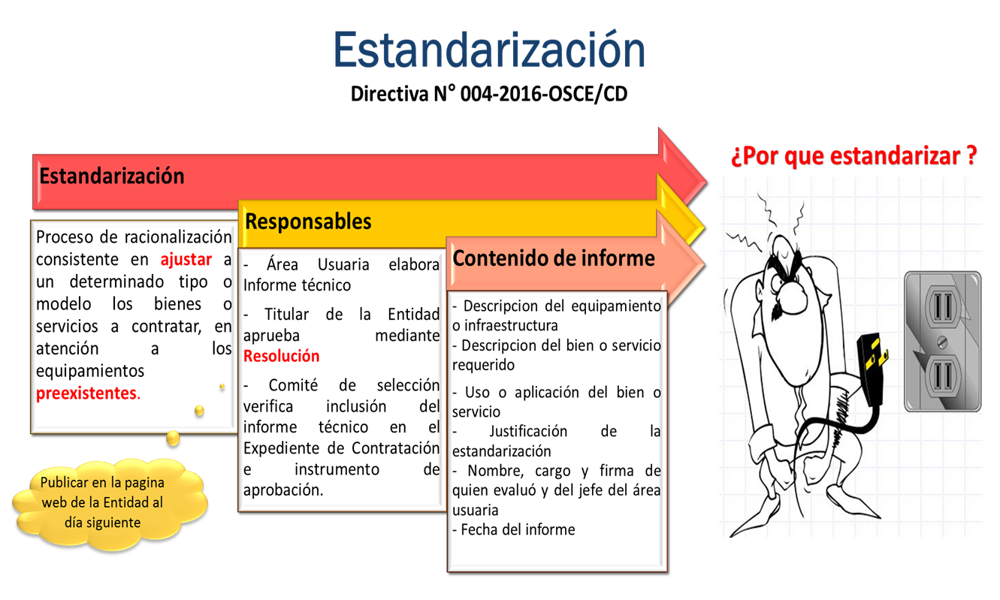 Estandarización
Directiva N° 004-2016-OSCE/CD
Estandarización
Proceso de racionalización
consistente en ajustar a
un determinado tipo o
modelo los bienes o
servicios a contratar, en
atención a los
equipamientos
preexistentes.
Publicar en la pagina
web de la Entidad al
día siguiente
Responsables
- Área Usuaria elabora
Informe técnico
- Titular de la Entidad
aprueba mediante
Resolución
- Comité de selección
verifica inclusión del
informe técnico en el
Expediente de Contratación
e instrumento de
aprobación.
Contenido de informe
- Descripcion del equipamiento
o infraestructura
- Descripcion del bien o servicio
requerido
- Uso o aplicación del bien o
servicio
- Justificación de la
estandarización
- Nombre, cargo y firma de
quien evaluó y del jefe del área
usuaria
- Fecha del informe
¿Por que estandarizar ?